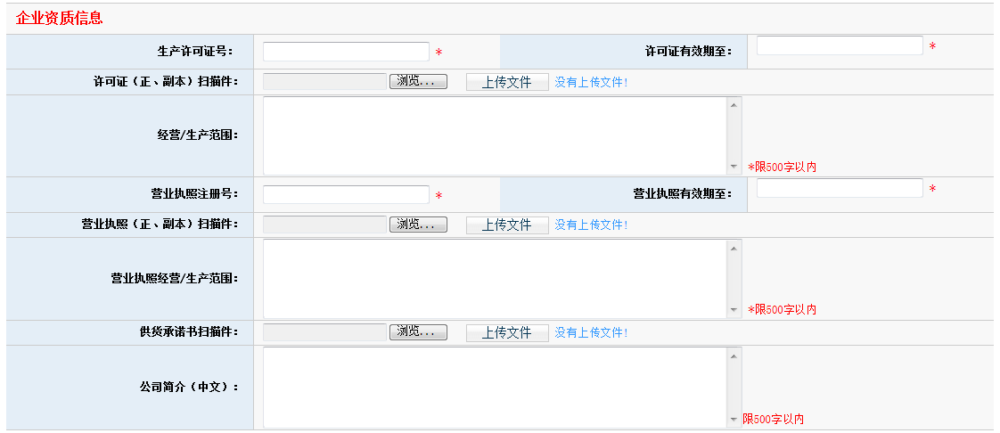 企业资质信息
生产许可证号： * 许可证有效期至： *
许可证（正、副本）扫描件： 浏览... 上传文件 没有上传文件!
经营/生产范围： *限500字以内
营业执照注册号： * 营业执照有效期至： *
营业执照（正、副本）扫描件： 浏览... 上传文件 没有上传文件!
营业执照经营/生产范围： *限500字以内
供货承诺书扫描件： 浏览... 上传文件 没有上传文件!
公司简介（中文）： 限500字以内